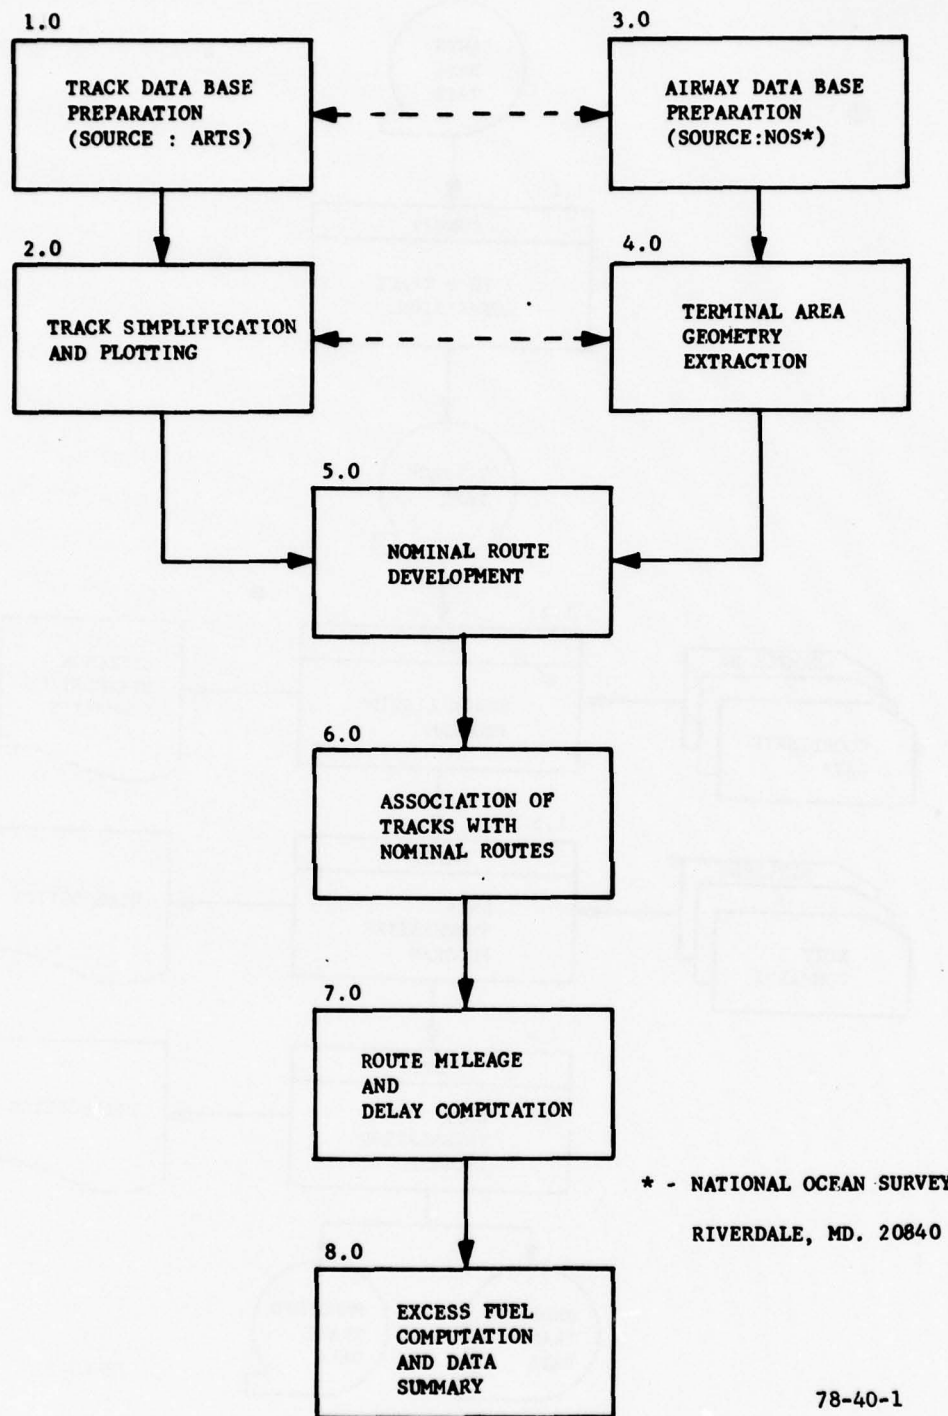 1.0
TRACK DATA BASE
PREPARATION
(SOURCE : ARTS)
3.0
AIRWAY DATA BASE
PREPARATION
(SOURCE:NOS*)
2.0
TRACK SIMPLIFICATION
AND PLOTTING
4.0
TERMINAL AREA
GEOMETRY
EXTRACTION
5.0
NOMINAL ROUTE
DEVELOPMENT
6.0
ASSOCIATION OF
TRACKS WITH
NOMINAL ROUTES
7.0
ROUTE MILEAGE
AND
DELAY COMPUTATION
* - NATIONAL OCEAN SURVEY
RIVERDALE, MD. 20840
8.0
EXCESS FUEL
COMPUTATION
AND DATA
SUMMARY
78-40-1